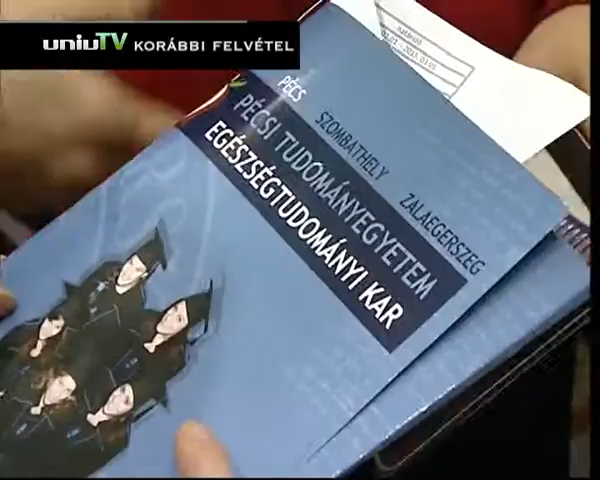 uniuTV KORÁBBI FELVÉTEL
PÉCS
SZOMBATHELY
ZALAEGERSZEG
PÉCSI TUDOMÁNYEGYETEM
EGÉSZSÉGTUDOMÁNYI KAR